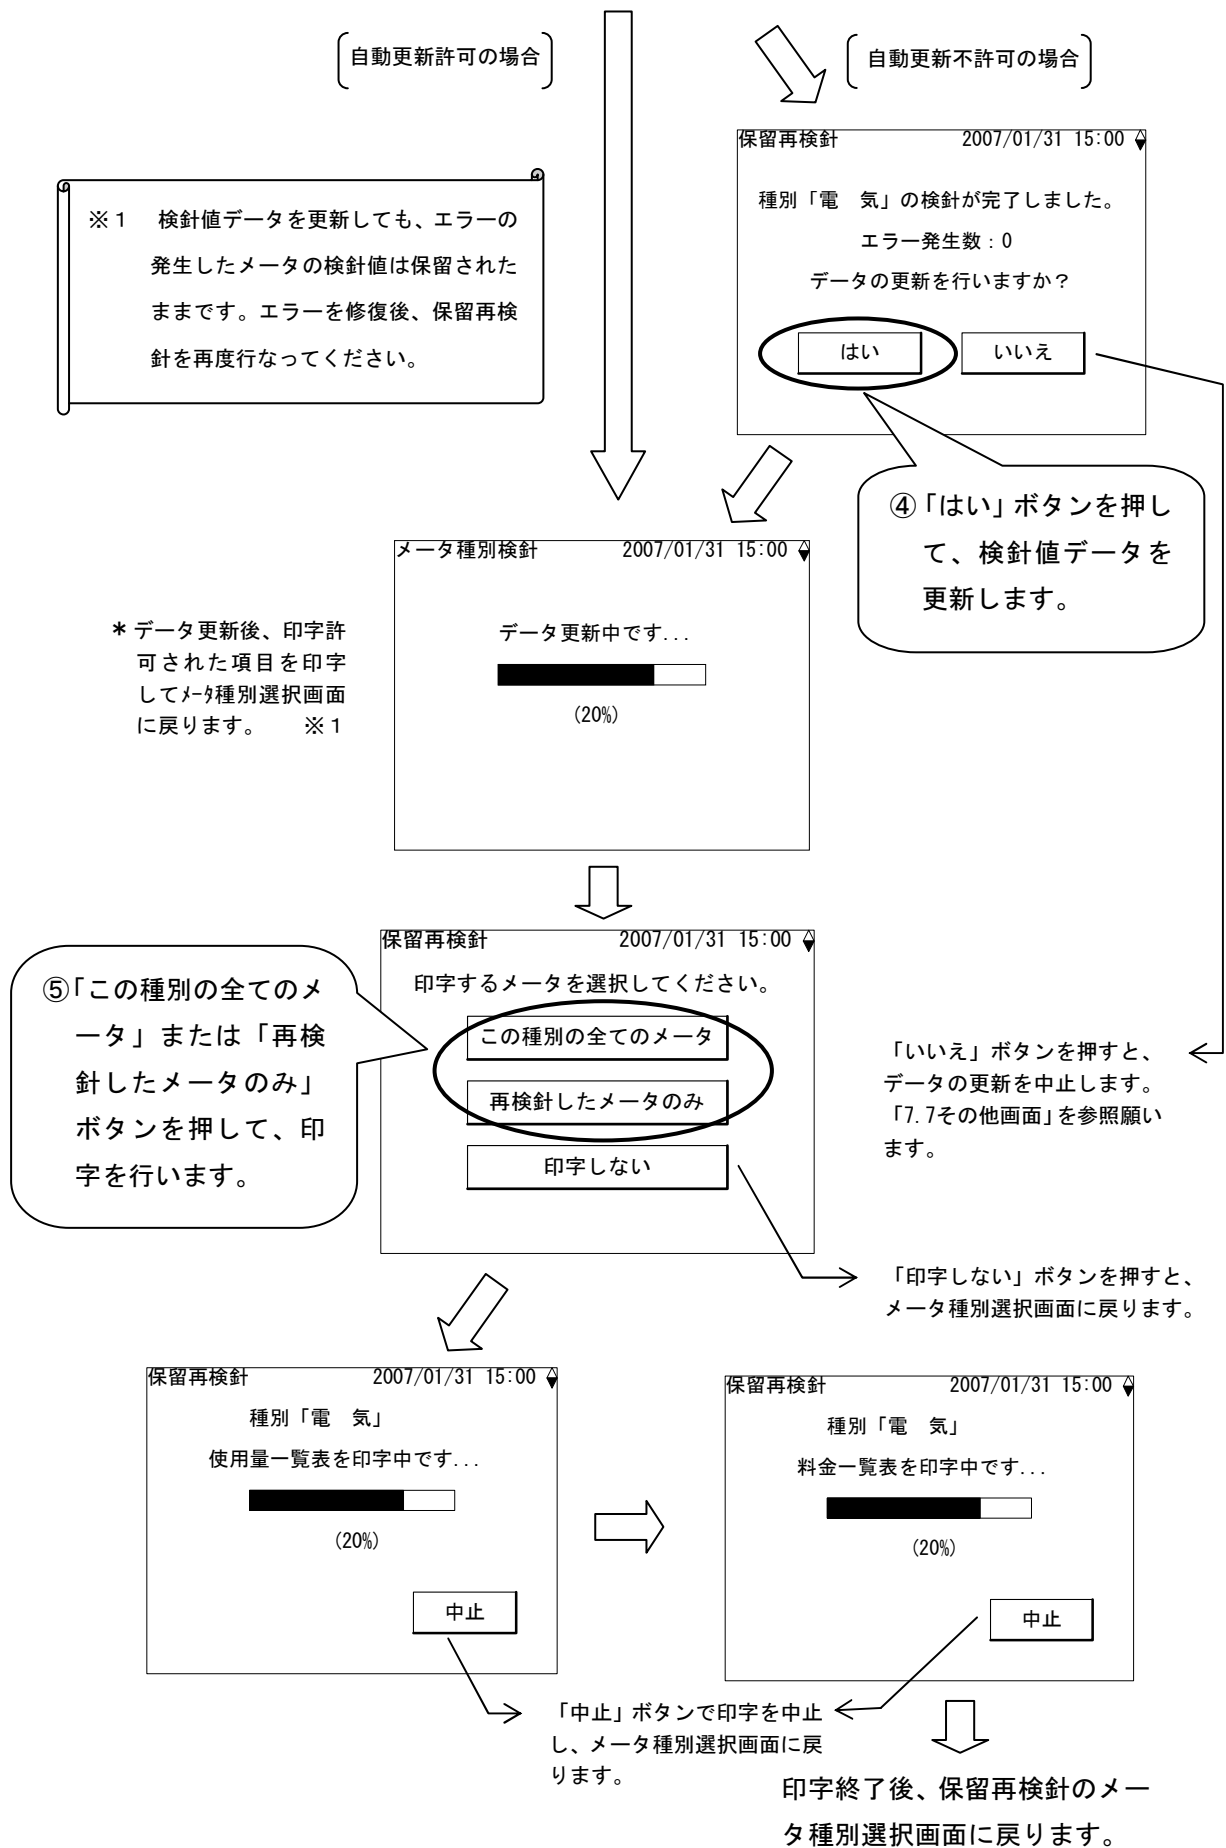 自動更新許可の場合
自動更新不許可の場合
保留再検針 2007/01/31 15:00
種別「電　気」の検針が完了しました。
エラー発生数：0
データの更新を行いますか？
はい いいえ
※１　検針値データを更新しても、エラーの
発生したメータの検針値は保留された
ままです。エラーを修復後、保留再検
針を再度行なってください。
④「はい」ボタンを押し
て、検針値データを
更新します。
メータ種別検針 2007/01/31 15:00
データ更新中です...
(20%)
＊データ更新後、印字許
可された項目を印字
してﾒｰﾀ種別選択画面
に戻ります。　※１
保留再検針 2007/01/31 15:00
印字するメータを選択してください。
この種別の全てのメータ
再検針したメータのみ
印字しない
⑤「この種別の全てのメ
ータ」または「再検
針したメータのみ」
ボタンを押して、印
字を行います。
「いいえ」ボタンを押すと、
データの更新を中止します。
「7.7その他画面」を参照願い
ます。
「印字しない」ボタンを押すと、
メータ種別選択画面に戻ります。
保留再検針 2007/01/31 15:00
種別「電　気」
使用量一覧表を印字中です...
(20%)
中止
保留再検針 2007/01/31 15:00
種別「電　気」
料金一覧表を印字中です...
(20%)
中止
「中止」ボタンで印字を中止
し、メータ種別選択画面に戻
ります。
印字終了後、保留再検針のメー
タ種別選択画面に戻ります。